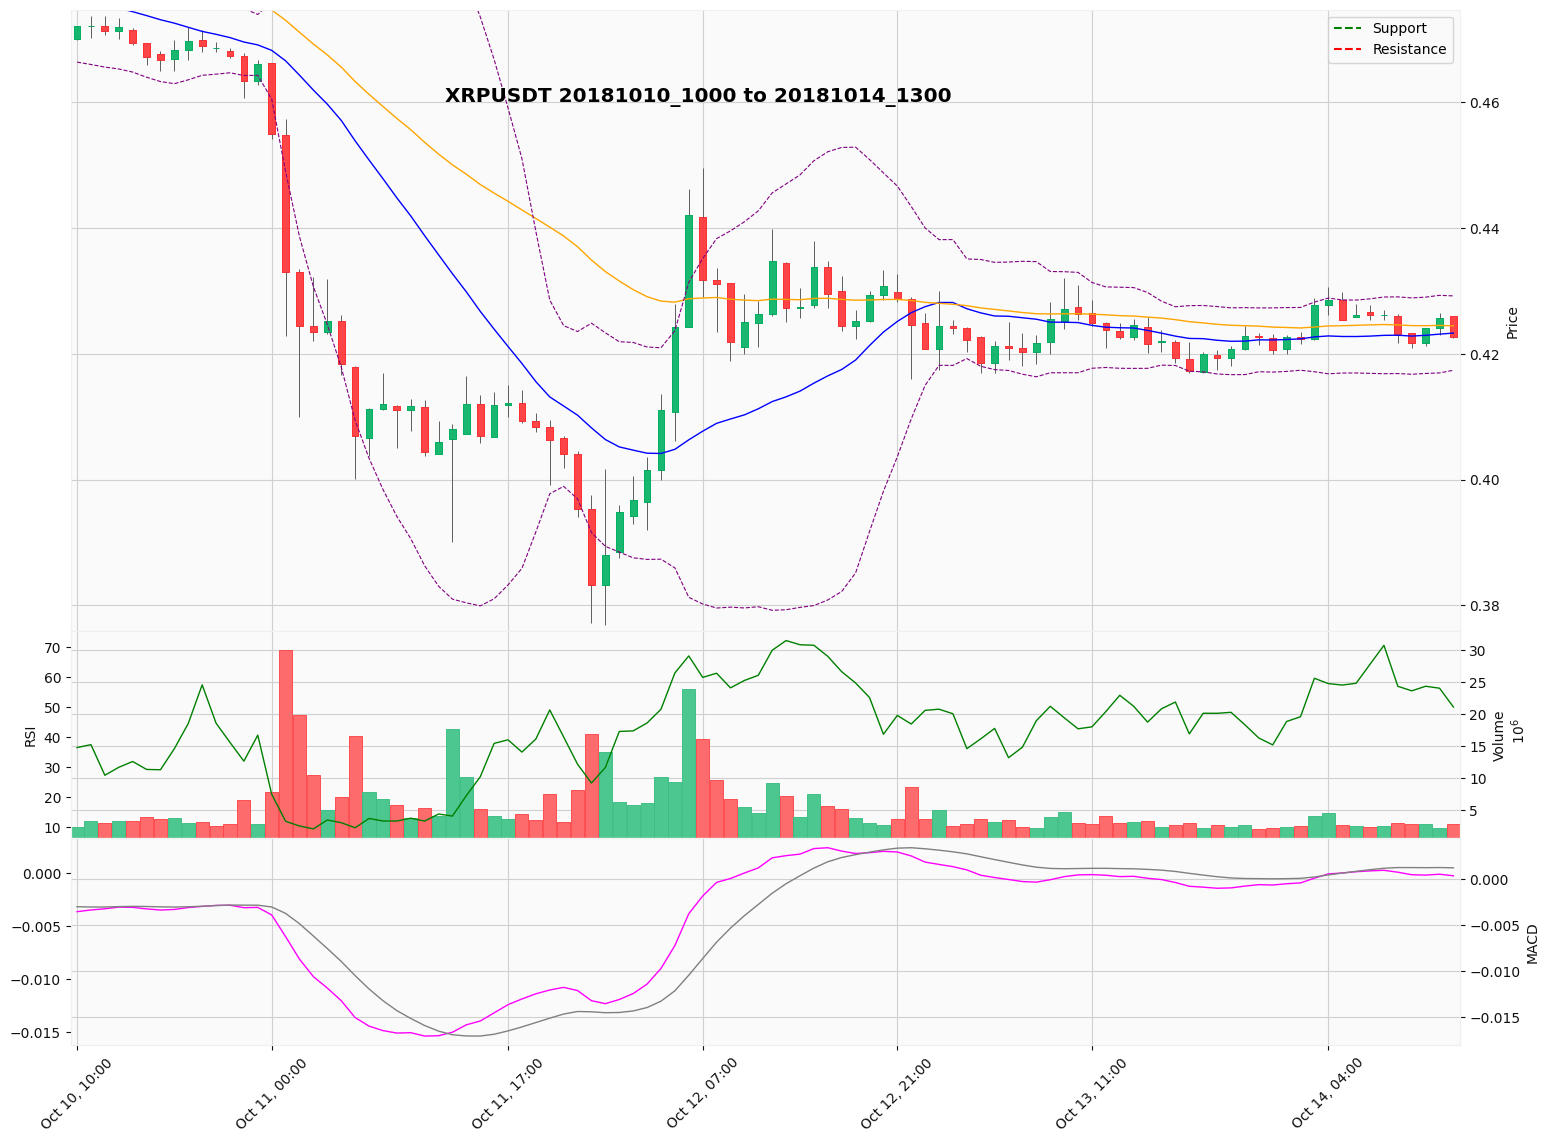 XRPUSDT 20181010_1000 to 20181014_1300
Support
Resistance
0.46
0.44
0.42
0.40
0.38
Price
70
60
50
40
30
20
10
RSI
30
25
20
15
10
5
Volume
10^6
0.000
−0.005
−0.010
−0.015
0.000
−0.005
−0.010
−0.015
MACD
Oct 10, 10:00
Oct 11, 00:00
Oct 11, 17:00
Oct 12, 07:00
Oct 12, 21:00
Oct 13, 11:00
Oct 14, 04:00